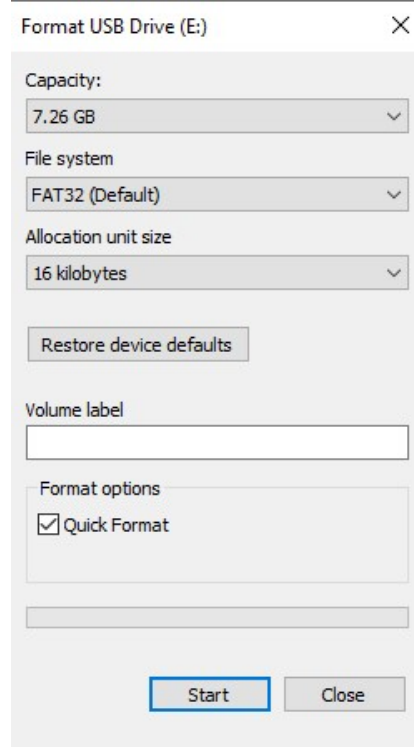 Format USB Drive (E:)
Capacity:
7.26 GB
File system
FAT32 (Default)
Allocation unit size
16 kilobytes
Restore device defaults
Volume label
Format options
Quick Format
Start
Close